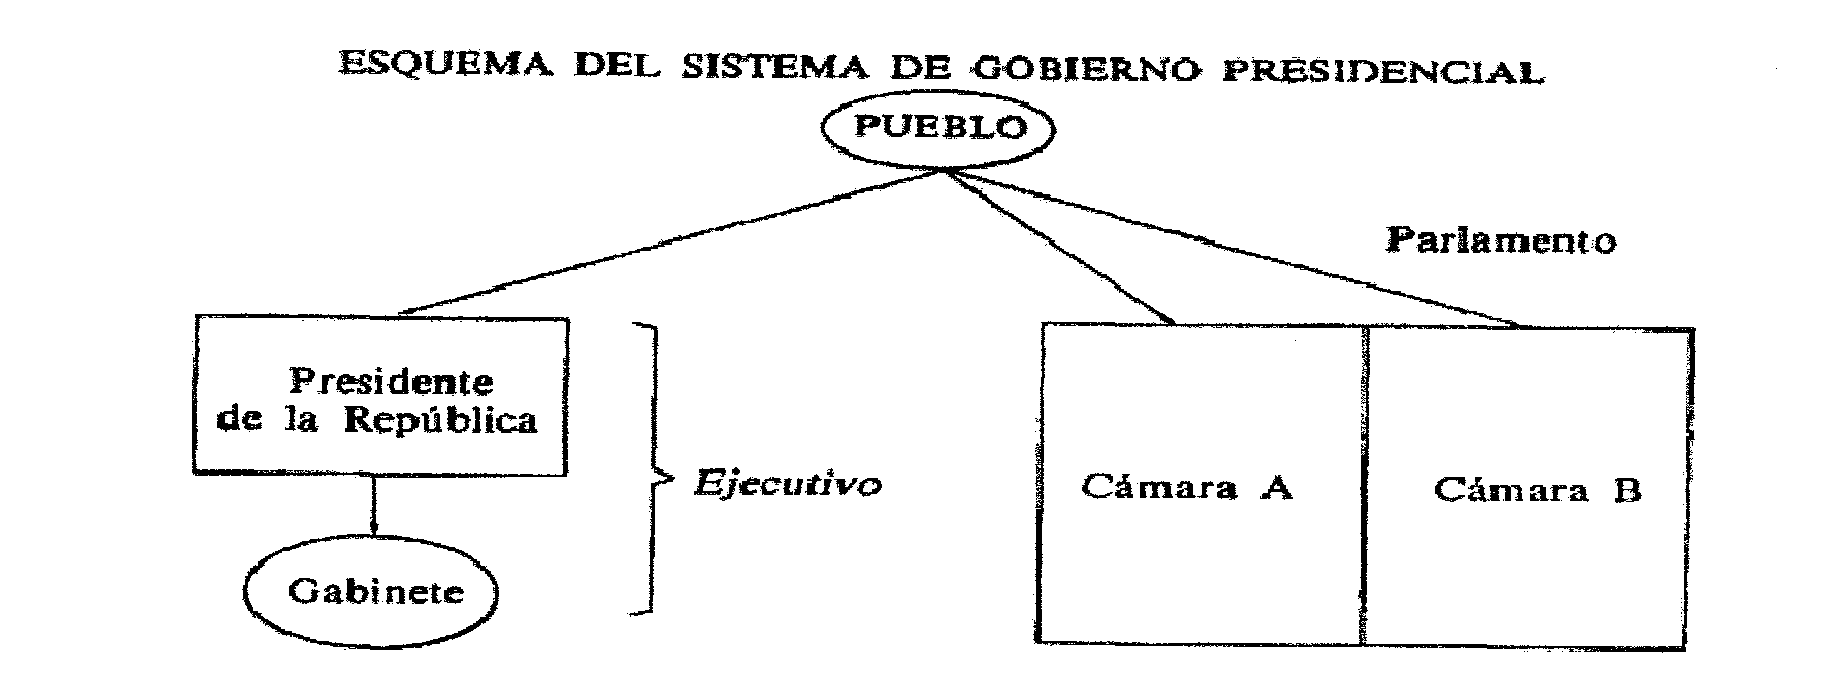 ESQUEMA DEL SISTEMA DE GOBIERNO PRESIDENCIAL
PUEBLO
Parlamento
Presidente
de la República
Ejecutivo
Cámara A
Cámara B
Gabinete